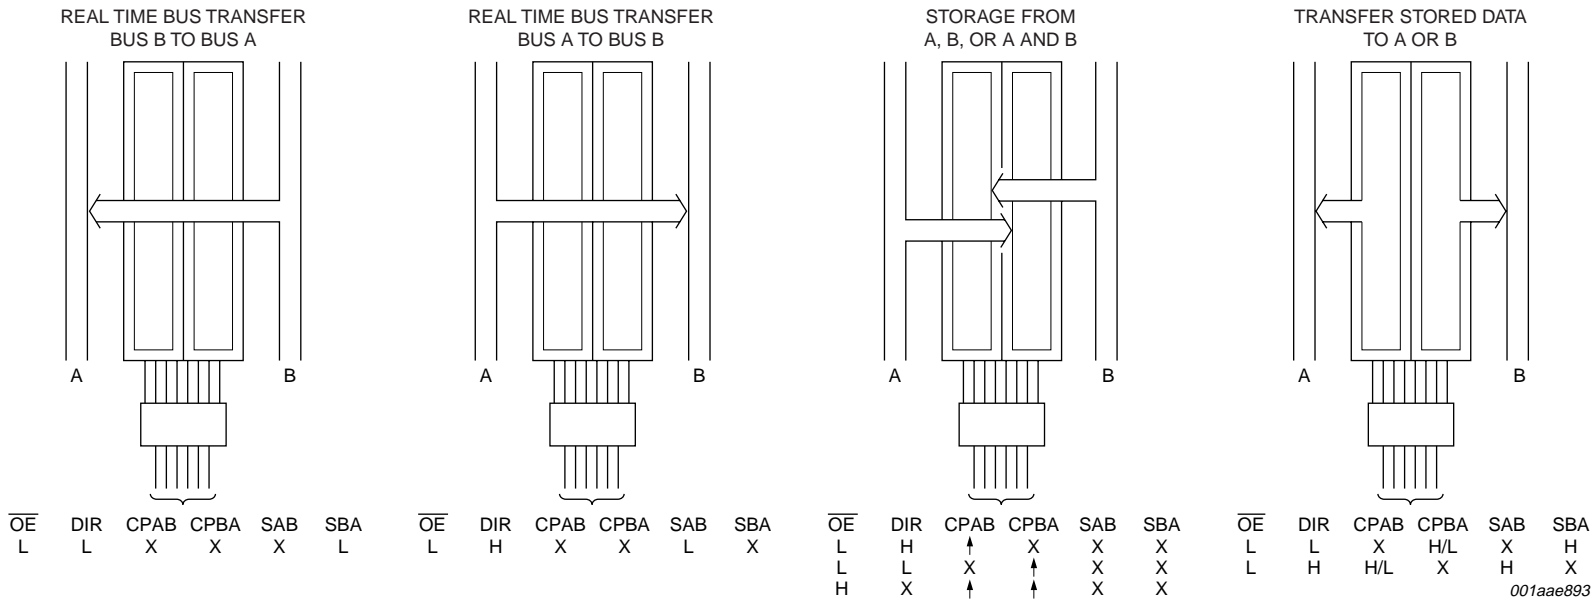 REAL TIME BUS TRANSFER
BUS B TO BUS A
A
B
OE DIR CPAB CPBA SAB SBA
L L X X X L
REAL TIME BUS TRANSFER
BUS A TO BUS B
A
B
OE DIR CPAB CPBA SAB SBA
L H X X L X
STORAGE FROM
A, B, OR A AND B
A
B
OE DIR CPAB CPBA SAB SBA
L H ↑ X X X
L L X ↑ X X
H X ↑ ↑ X X
TRANSFER STORED DATA
TO A OR B
A
B
OE DIR CPAB CPBA SAB SBA
L L X H/L X H
L H H/L X H X
001aae893